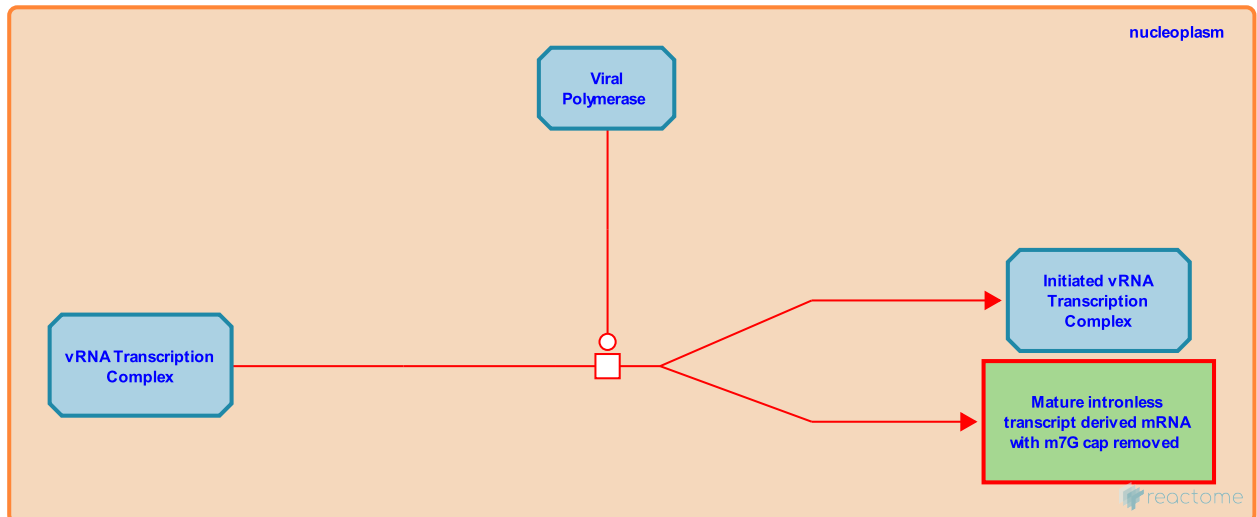 nucleoplasm
Viral
Polymerase
vRNA Transcription
Complex
Initiated vRNA
Transcription
Complex
Mature intronless
transcript derived mRNA
with m7G cap removed
reactome